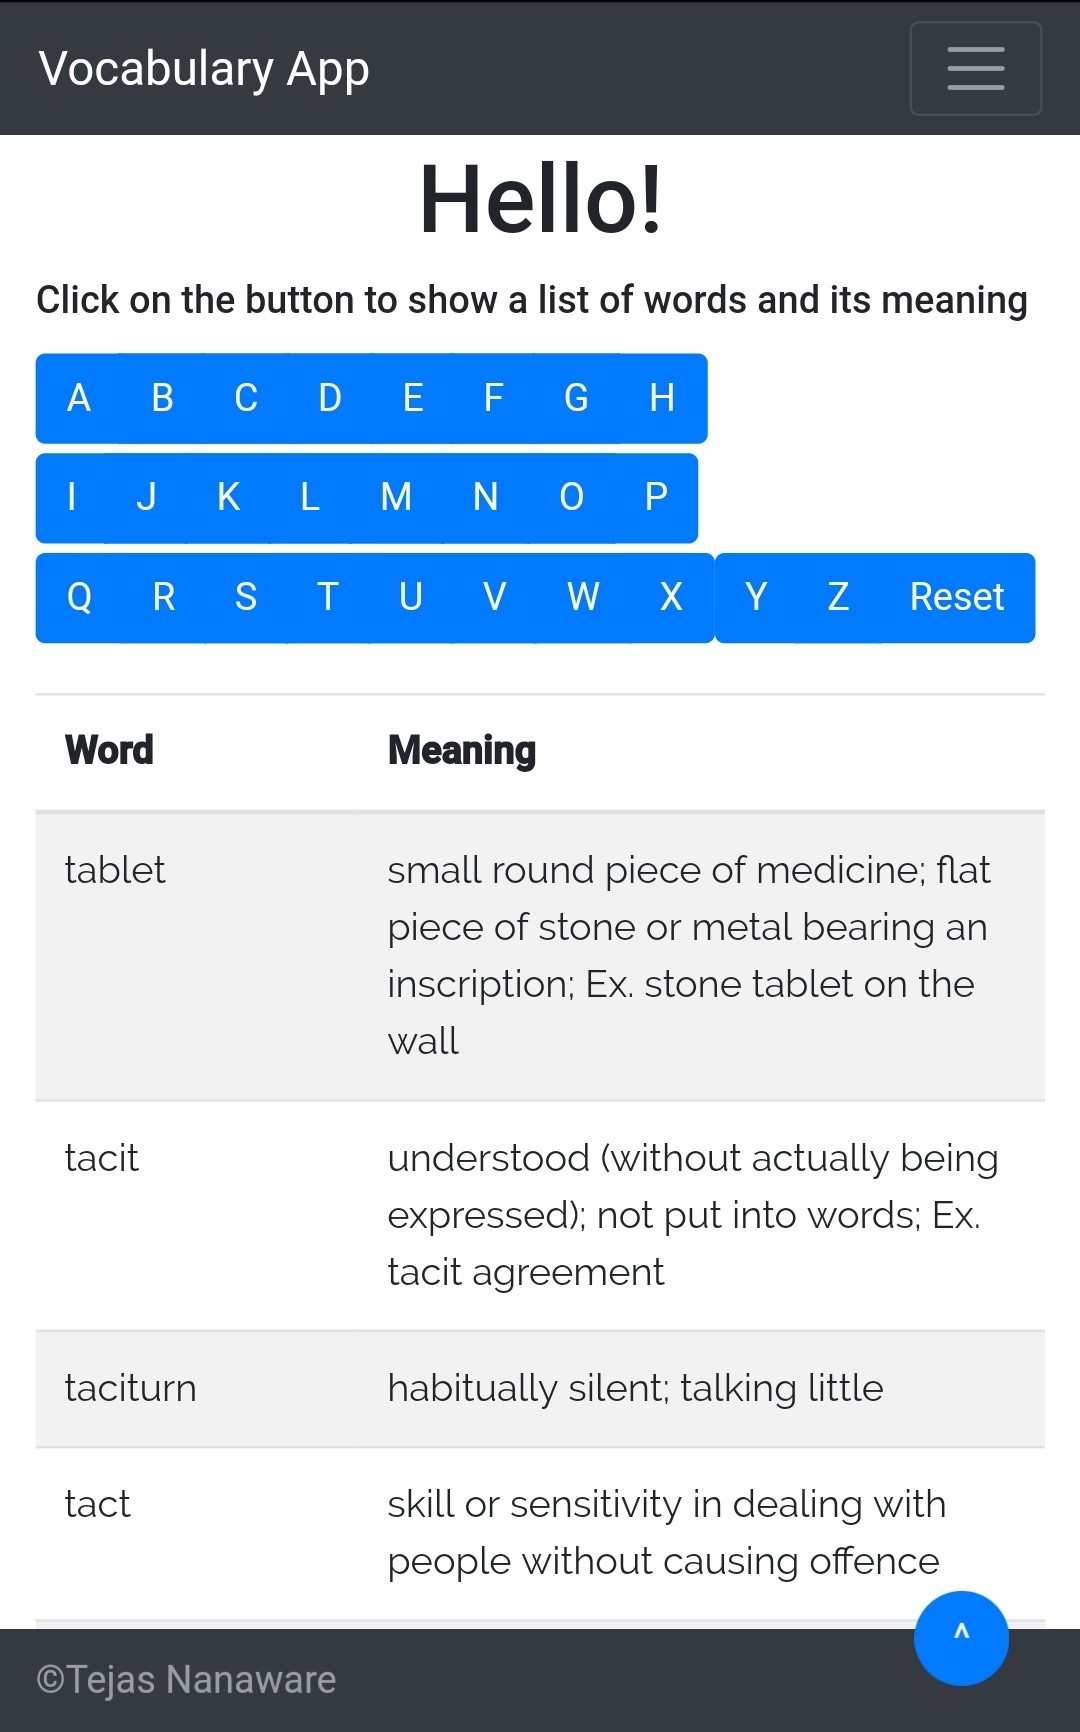 Vocabulary App
Hello!
Click on the button to show a list of words and its meaning
A B C D E F G H
I J K L M N O P
Q R S T U V W X Y Z Reset
Word Meaning
tablet small round piece of medicine; flat
piece of stone or metal bearing an
inscription; Ex. stone tablet on the
wall
tacit understood (without actually being
expressed); not put into words; Ex.
tacit agreement
taciturn habitually silent; talking little
tact skill or sensitivity in dealing with
people without causing offence
^
©Tejas Nanaware